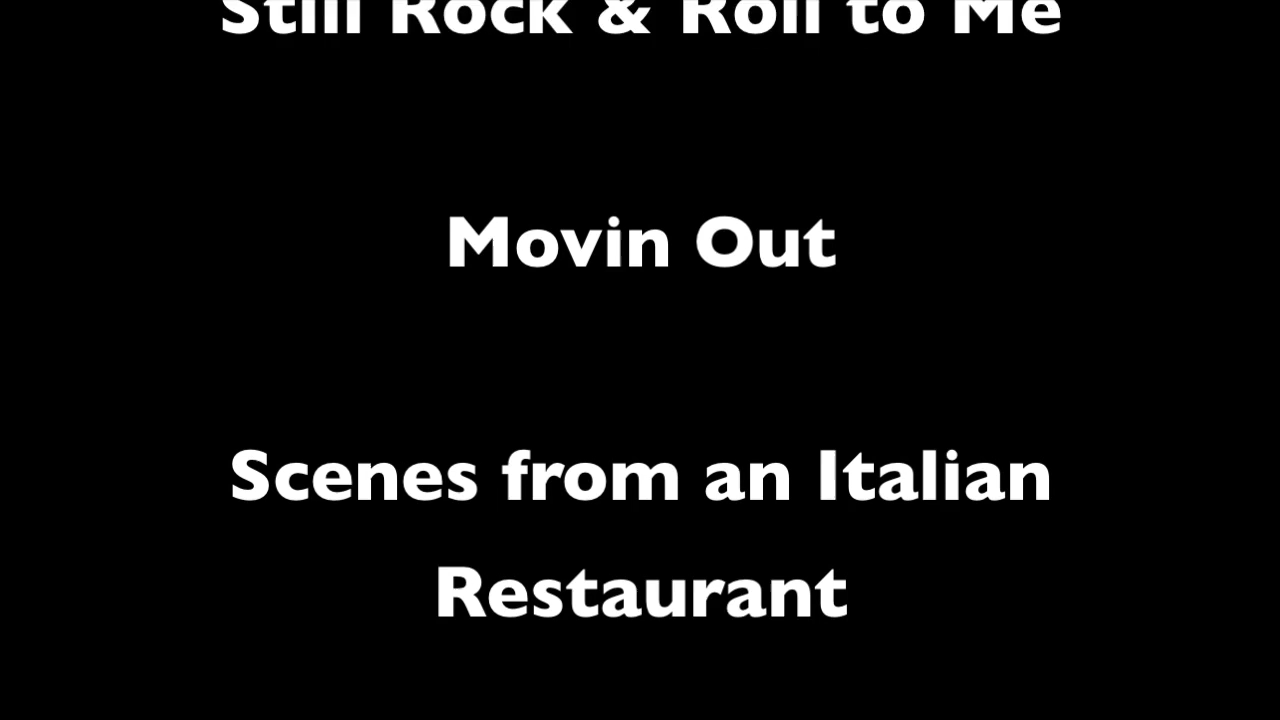 Still Rock & Roll to Me
Movin Out
Scenes from an Italian
Restaurant